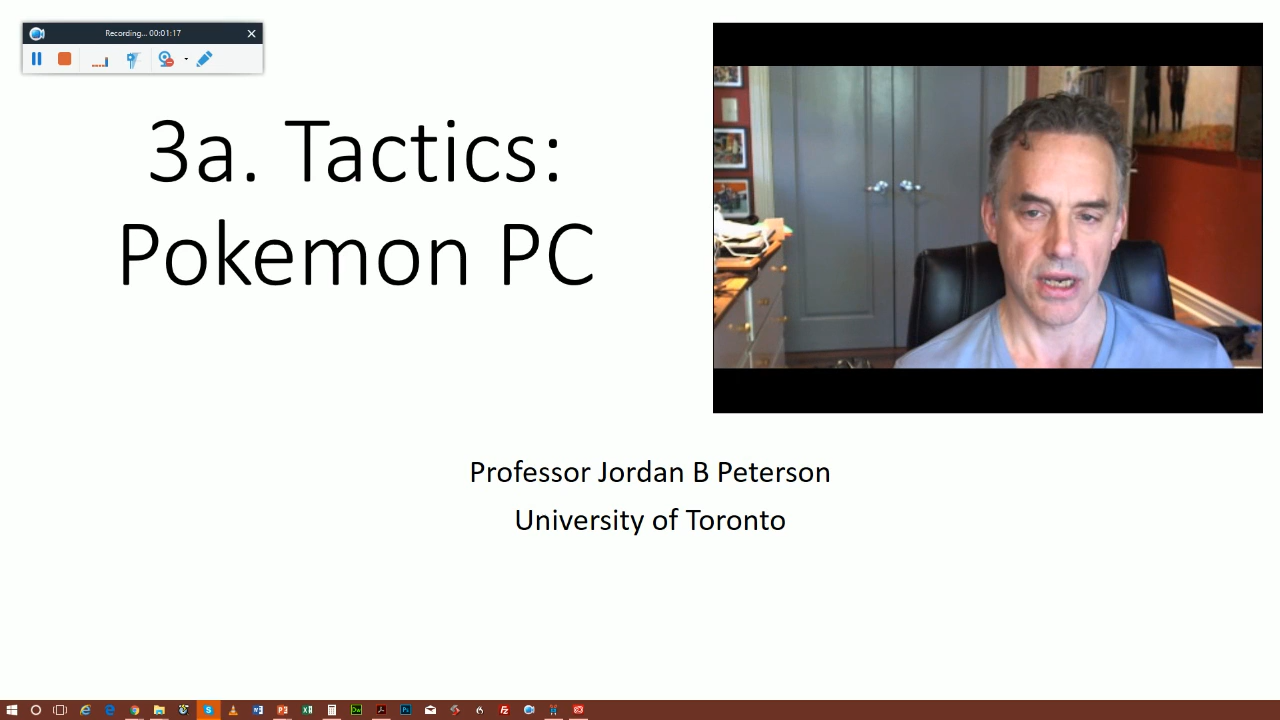 Recording... 00:01:17
3a. Tactics:
Pokemon PC
Professor Jordan B Peterson
University of Toronto